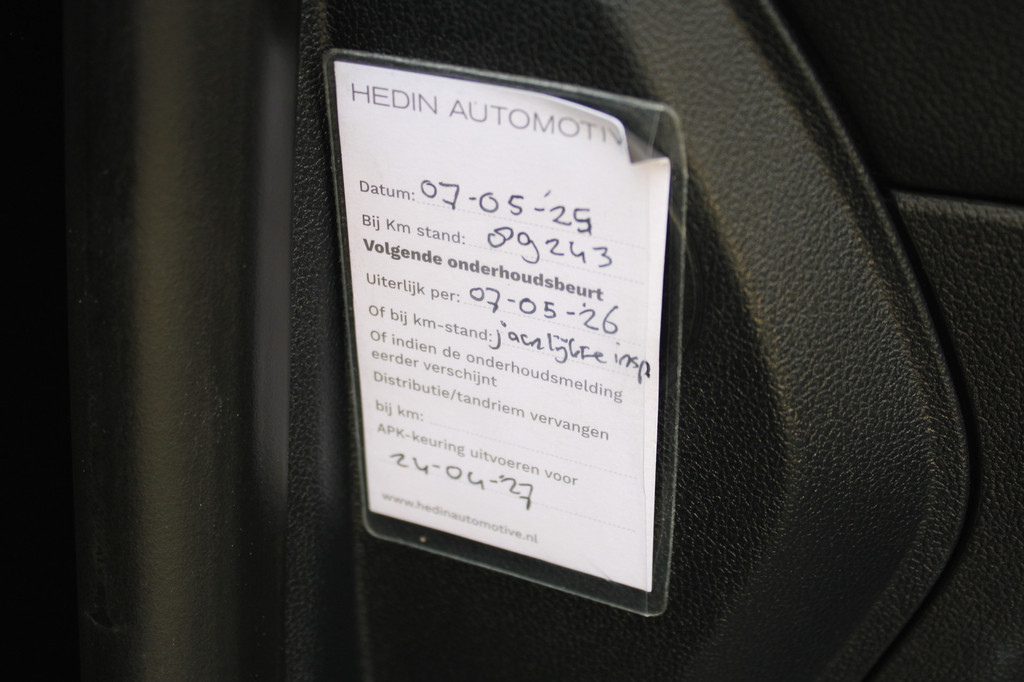 HEDIN AUTOMOTIV
Datum: 07-05-'25
Bij Km stand: 89243
Volgende onderhoudsbeurt
Uiterlijk per: 07-05-'26
Of bij km-stand: jaarlijkse insp
Of indien de onderhoudsmelding
eerder verschijnt
Distributie/tandriem vervangen
bij km:
APK-keuring uitvoeren voor
24-04-'27
www.hedinautomotive.nl